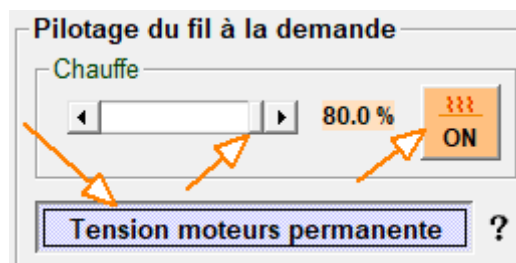 Pilotage du fil à la demande
Chauffe
80.0 %
ON
Tension moteurs permanente ?